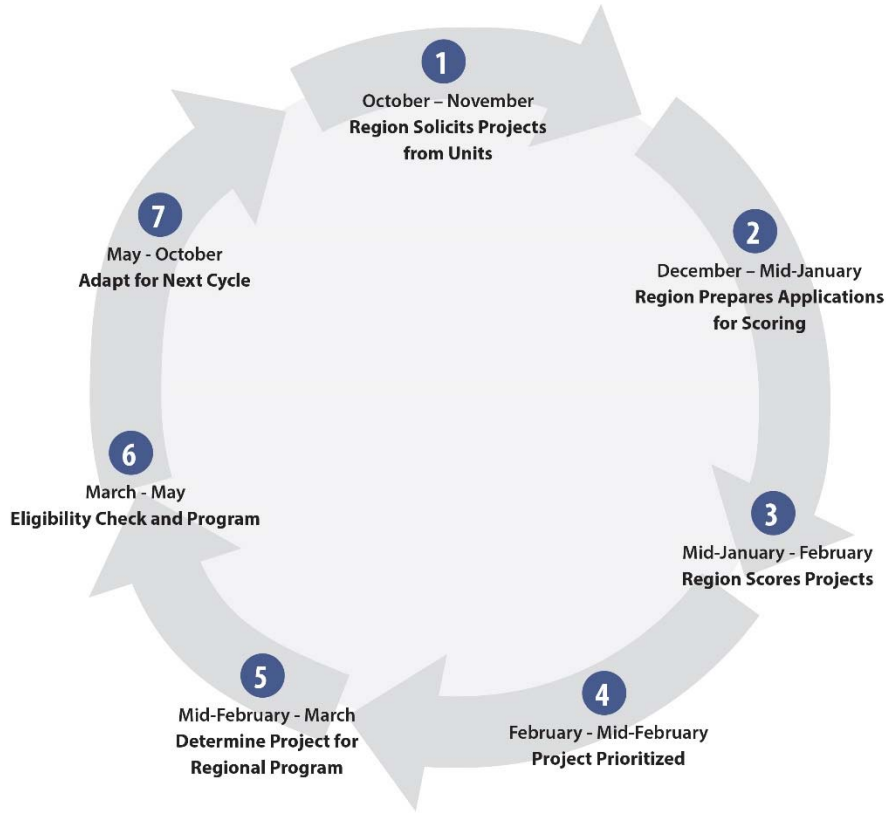 1
October – November
Region Solicits Projects
from Units
2
December – Mid-January
Region Prepares Applications
for Scoring
3
Mid-January - February
Region Scores Projects
4
February - Mid-February
Project Prioritized
5
Mid-February - March
Determine Project for
Regional Program
6
March - May
Eligibility Check and Program
7
May - October
Adapt for Next Cycle